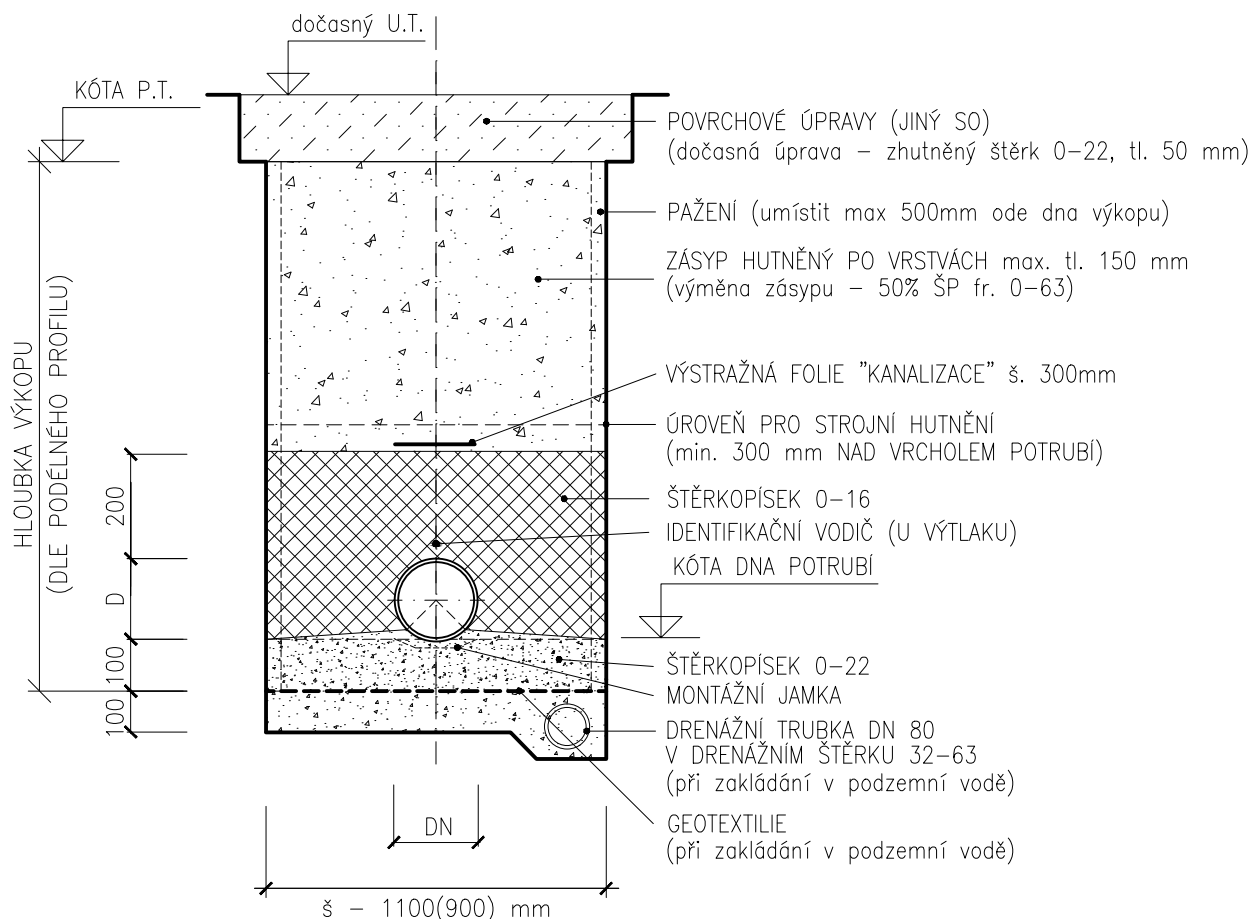 dočasný U.T.
KÓTA P.T.
POVRCHOVÉ ÚPRAVY (JINÝ SO)
(dočasná úprava – zhutněný štěrk 0–22, tl. 50 mm)
PAŽENÍ (umístit max 500mm ode dna výkopu)
ZÁSYP HUTNĚNÝ PO VRSTVÁCH max. tl. 150 mm
(výměna zásypu – 50% ŠP fr. 0–63)
VÝSTRAŽNÁ FOLIE "KANALIZACE" š. 300mm
ÚROVEŇ PRO STROJNÍ HUTNĚNÍ
(min. 300 mm NAD VRCHOLEM POTRUBÍ)
ŠTĚRKOPÍSEK 0–16
IDENTIFIKAČNÍ VODIČ (U VÝTLAKU)
KÓTA DNA POTRUBÍ
ŠTĚRKOPÍSEK 0–22
MONTÁŽNÍ JAMKA
DRENÁŽNÍ TRUBKA DN 80
V DRENÁŽNÍM ŠTĚRKU 32–63
(při zakládání v podzemní vodě)
GEOTEXTILIE
(při zakládání v podzemní vodě)
HLOUBKA VÝKOPU
(DLE PODÉLNÉHO PROFILU)
200
D
100
100
DN
š – 1100(900) mm